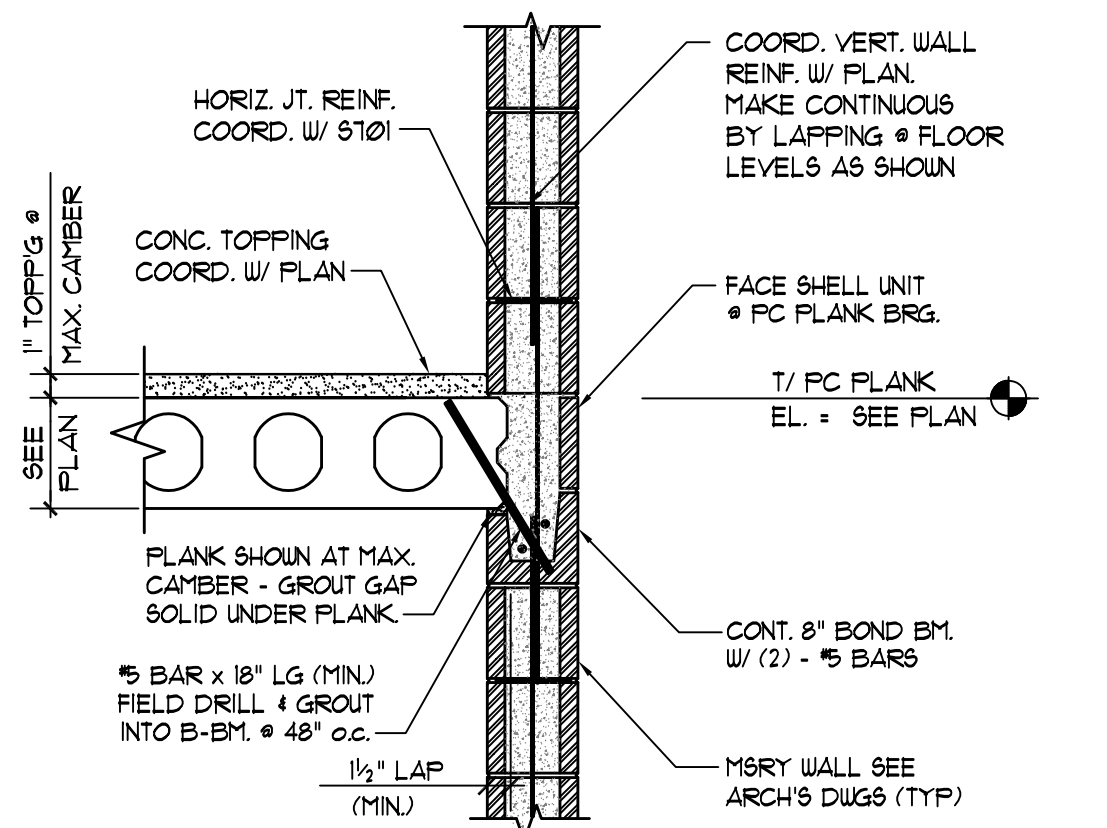 COORD. VERT. WALL
REINF. W/ PLAN.
MAKE CONTINUOUS
BY LAPPING @ FLOOR
LEVELS AS SHOWN
HORIZ. JT. REINF.
COORD. W/ S701
CONC. TOPPING
COORD. W/ PLAN
1" TOPP'G @
MAX. CAMBER
SEE
PLAN
FACE SHELL UNIT
@ PC PLANK BRG.
T/ PC PLANK
EL. = SEE PLAN
PLANK SHOWN AT MAX.
CAMBER - GROUT GAP
SOLID UNDER PLANK.
#5 BAR x 18" LG (MIN.)
FIELD DRILL & GROUT
INTO B-BM. @ 48" o.c.
1½" LAP
(MIN.)
CONT. 8" BOND BM.
W/ (2) - #5 BARS
MSRY WALL SEE
ARCH'S DWGS (TYP)